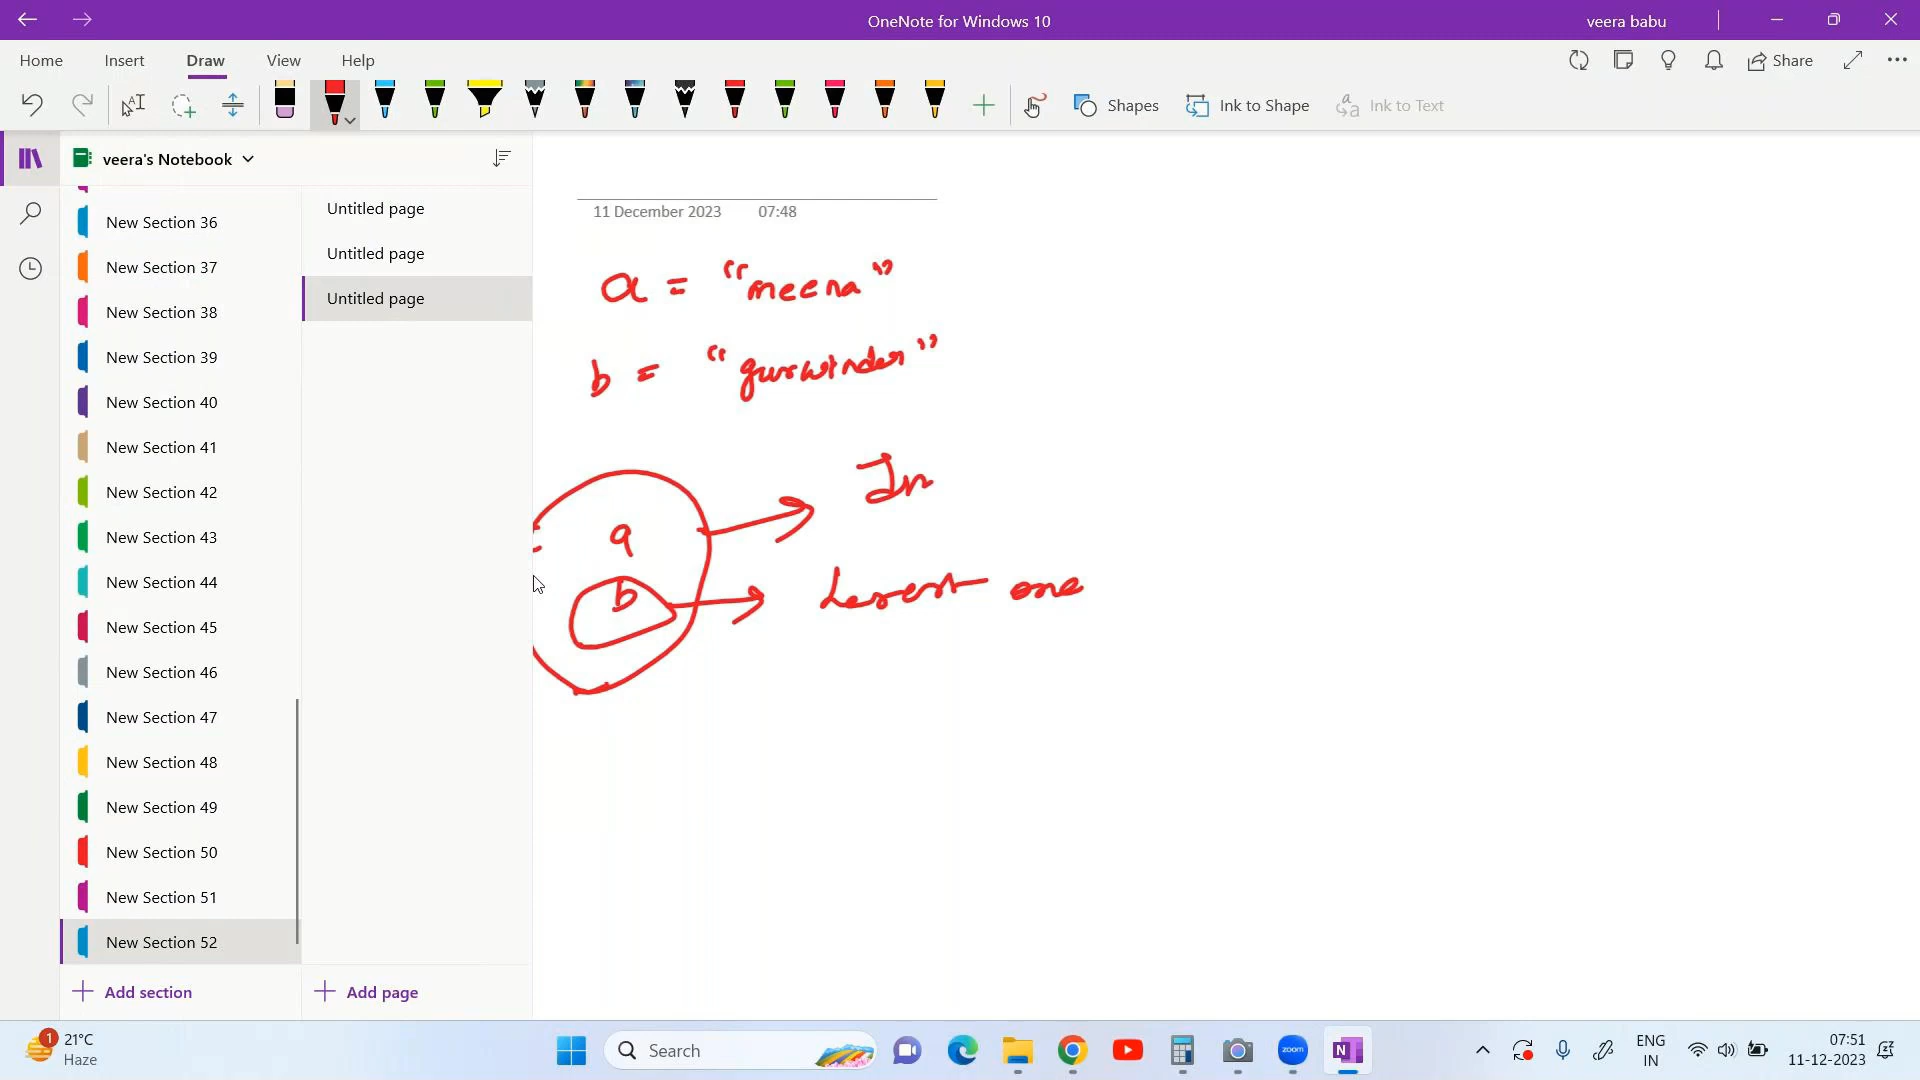 OneNote for Windows 10
veera babu
Home Insert Draw View Help
Share
Shapes Ink to Shape Ink to Text
veera's Notebook
New Section 36
New Section 37
New Section 38
New Section 39
New Section 40
New Section 41
New Section 42
New Section 43
New Section 44
New Section 45
New Section 46
New Section 47
New Section 48
New Section 49
New Section 50
New Section 51
New Section 52
Add section
Untitled page
Untitled page
Untitled page
Add page
11 December 2023 07:48
a = "meena"
b = "gurwinder"
a
In
b
one
1 21°C
Haze
Search
zoom
N
ENG
IN
07:51
11-12-2023